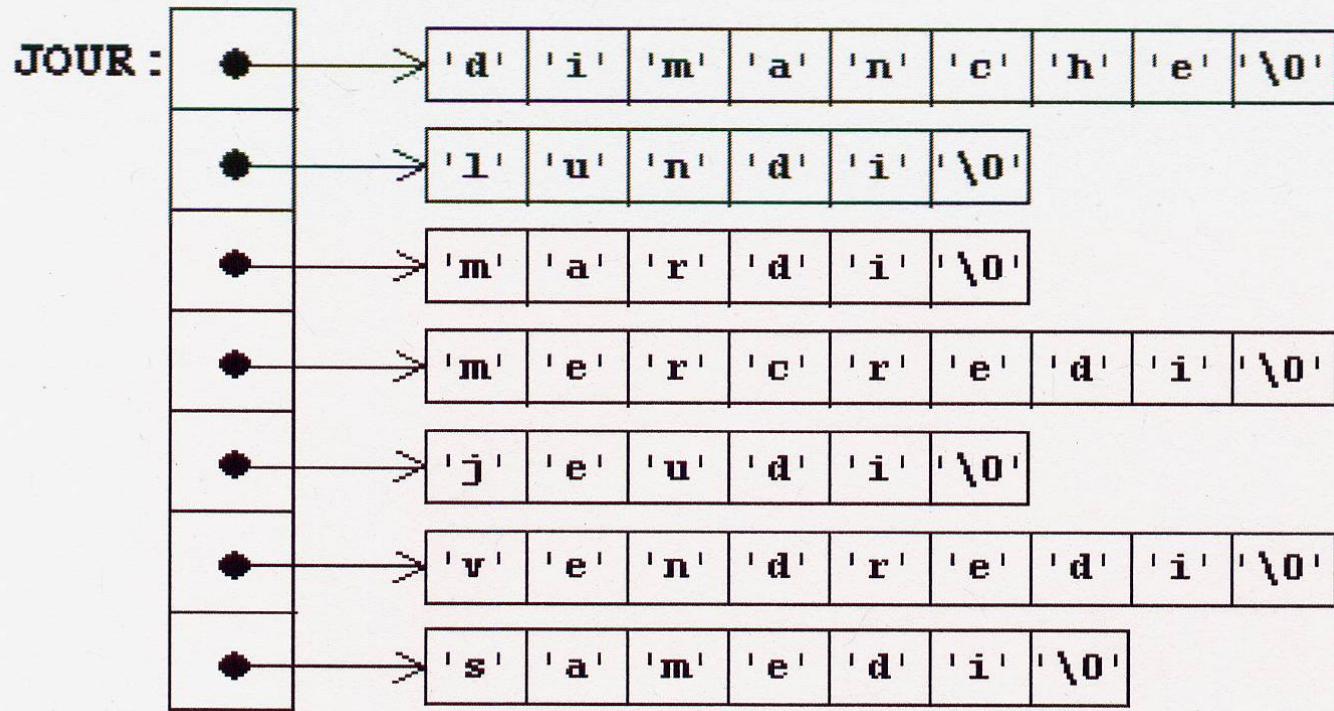 JOUR: 'd' 'i' 'm' 'a' 'n' 'c' 'h' 'e' '\0'
'l' 'u' 'n' 'd' 'i' '\0'
'm' 'a' 'r' 'd' 'i' '\0'
'm' 'e' 'r' 'c' 'r' 'e' 'd' 'i' '\0'
'j' 'e' 'u' 'd' 'i' '\0'
'v' 'e' 'n' 'd' 'r' 'e' 'd' 'i' '\0'
's' 'a' 'm' 'e' 'd' 'i' '\0'